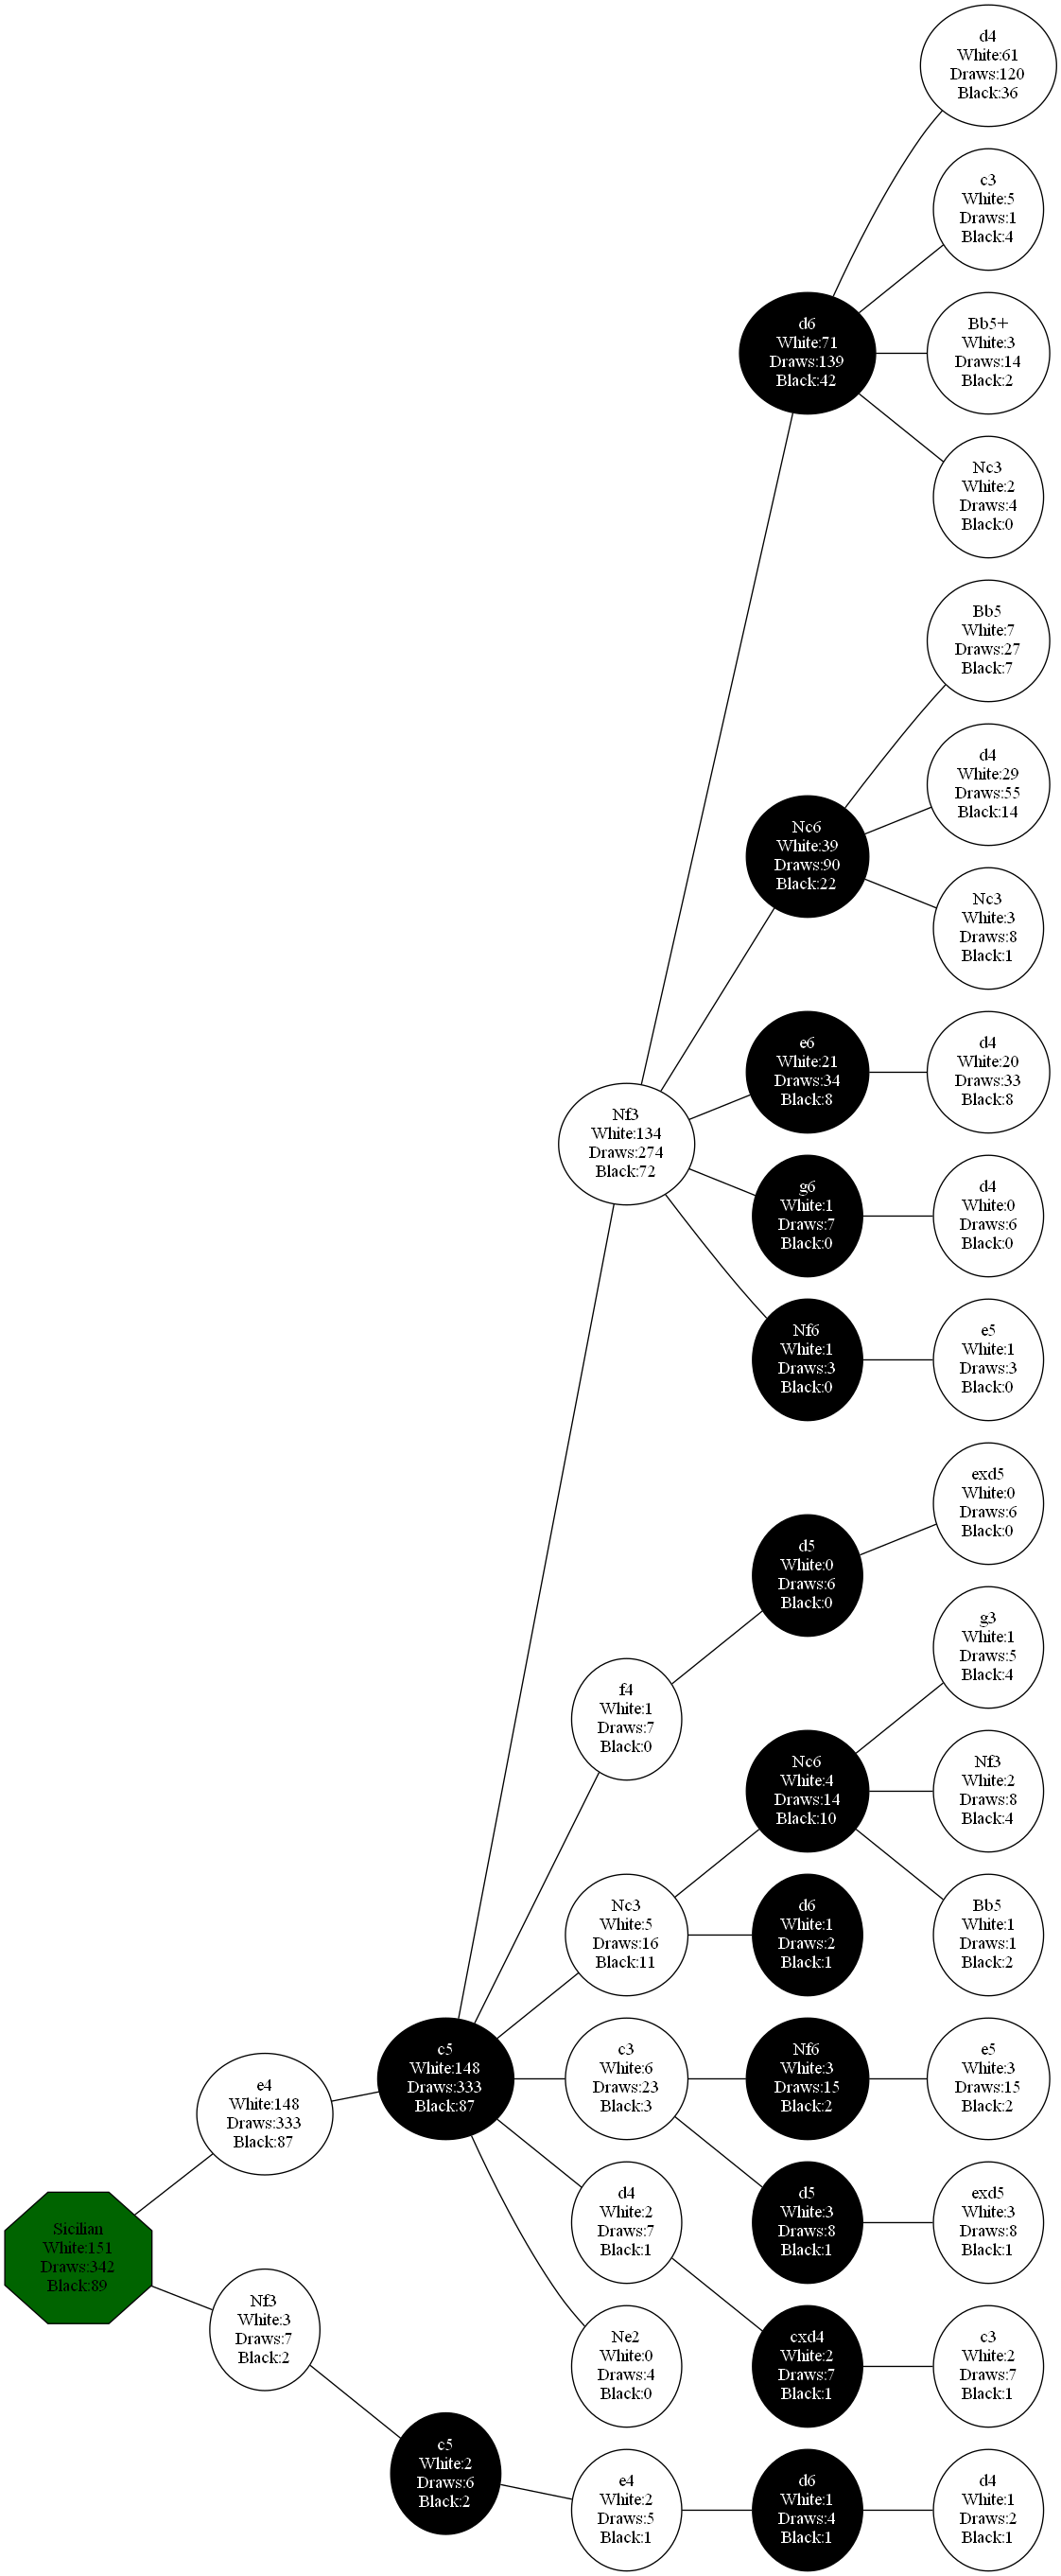 d4
White:61
Draws:120
Black:36
c3
White:5
Draws:1
Black:4
d6
White:71
Draws:139
Black:42
Bb5+
White:3
Draws:14
Black:2
Nc3
White:2
Draws:4
Black:0
Bb5
White:7
Draws:27
Black:7
d4
White:29
Draws:55
Black:14
Nc6
White:39
Draws:90
Black:22
Nc3
White:3
Draws:8
Black:1
e6
White:21
Draws:34
Black:8
d4
White:20
Draws:33
Black:8
Nf3
White:134
Draws:274
Black:72
g6
White:1
Draws:7
Black:0
d4
White:0
Draws:6
Black:0
Nf6
White:1
Draws:3
Black:0
e5
White:1
Draws:3
Black:0
exd5
White:0
Draws:6
Black:0
d5
White:0
Draws:6
Black:0
g3
White:1
Draws:5
Black:4
f4
White:1
Draws:7
Black:0
Nc6
White:4
Draws:14
Black:10
Nf3
White:2
Draws:8
Black:4
Nc3
White:5
Draws:16
Black:11
d6
White:1
Draws:2
Black:1
Bb5
White:1
Draws:1
Black:2
c5
White:148
Draws:333
Black:87
c3
White:6
Draws:23
Black:3
Nf6
White:3
Draws:15
Black:2
e5
White:3
Draws:15
Black:2
e4
White:148
Draws:333
Black:87
d4
White:2
Draws:7
Black:1
d5
White:3
Draws:8
Black:1
exd5
White:3
Draws:8
Black:1
Sicilian
White:151
Draws:342
Black:89
Nf3
White:3
Draws:7
Black:2
Ne2
White:0
Draws:4
Black:0
cxd4
White:2
Draws:7
Black:1
c3
White:2
Draws:7
Black:1
c5
White:2
Draws:6
Black:2
e4
White:2
Draws:5
Black:1
d6
White:1
Draws:4
Black:1
d4
White:1
Draws:2
Black:1